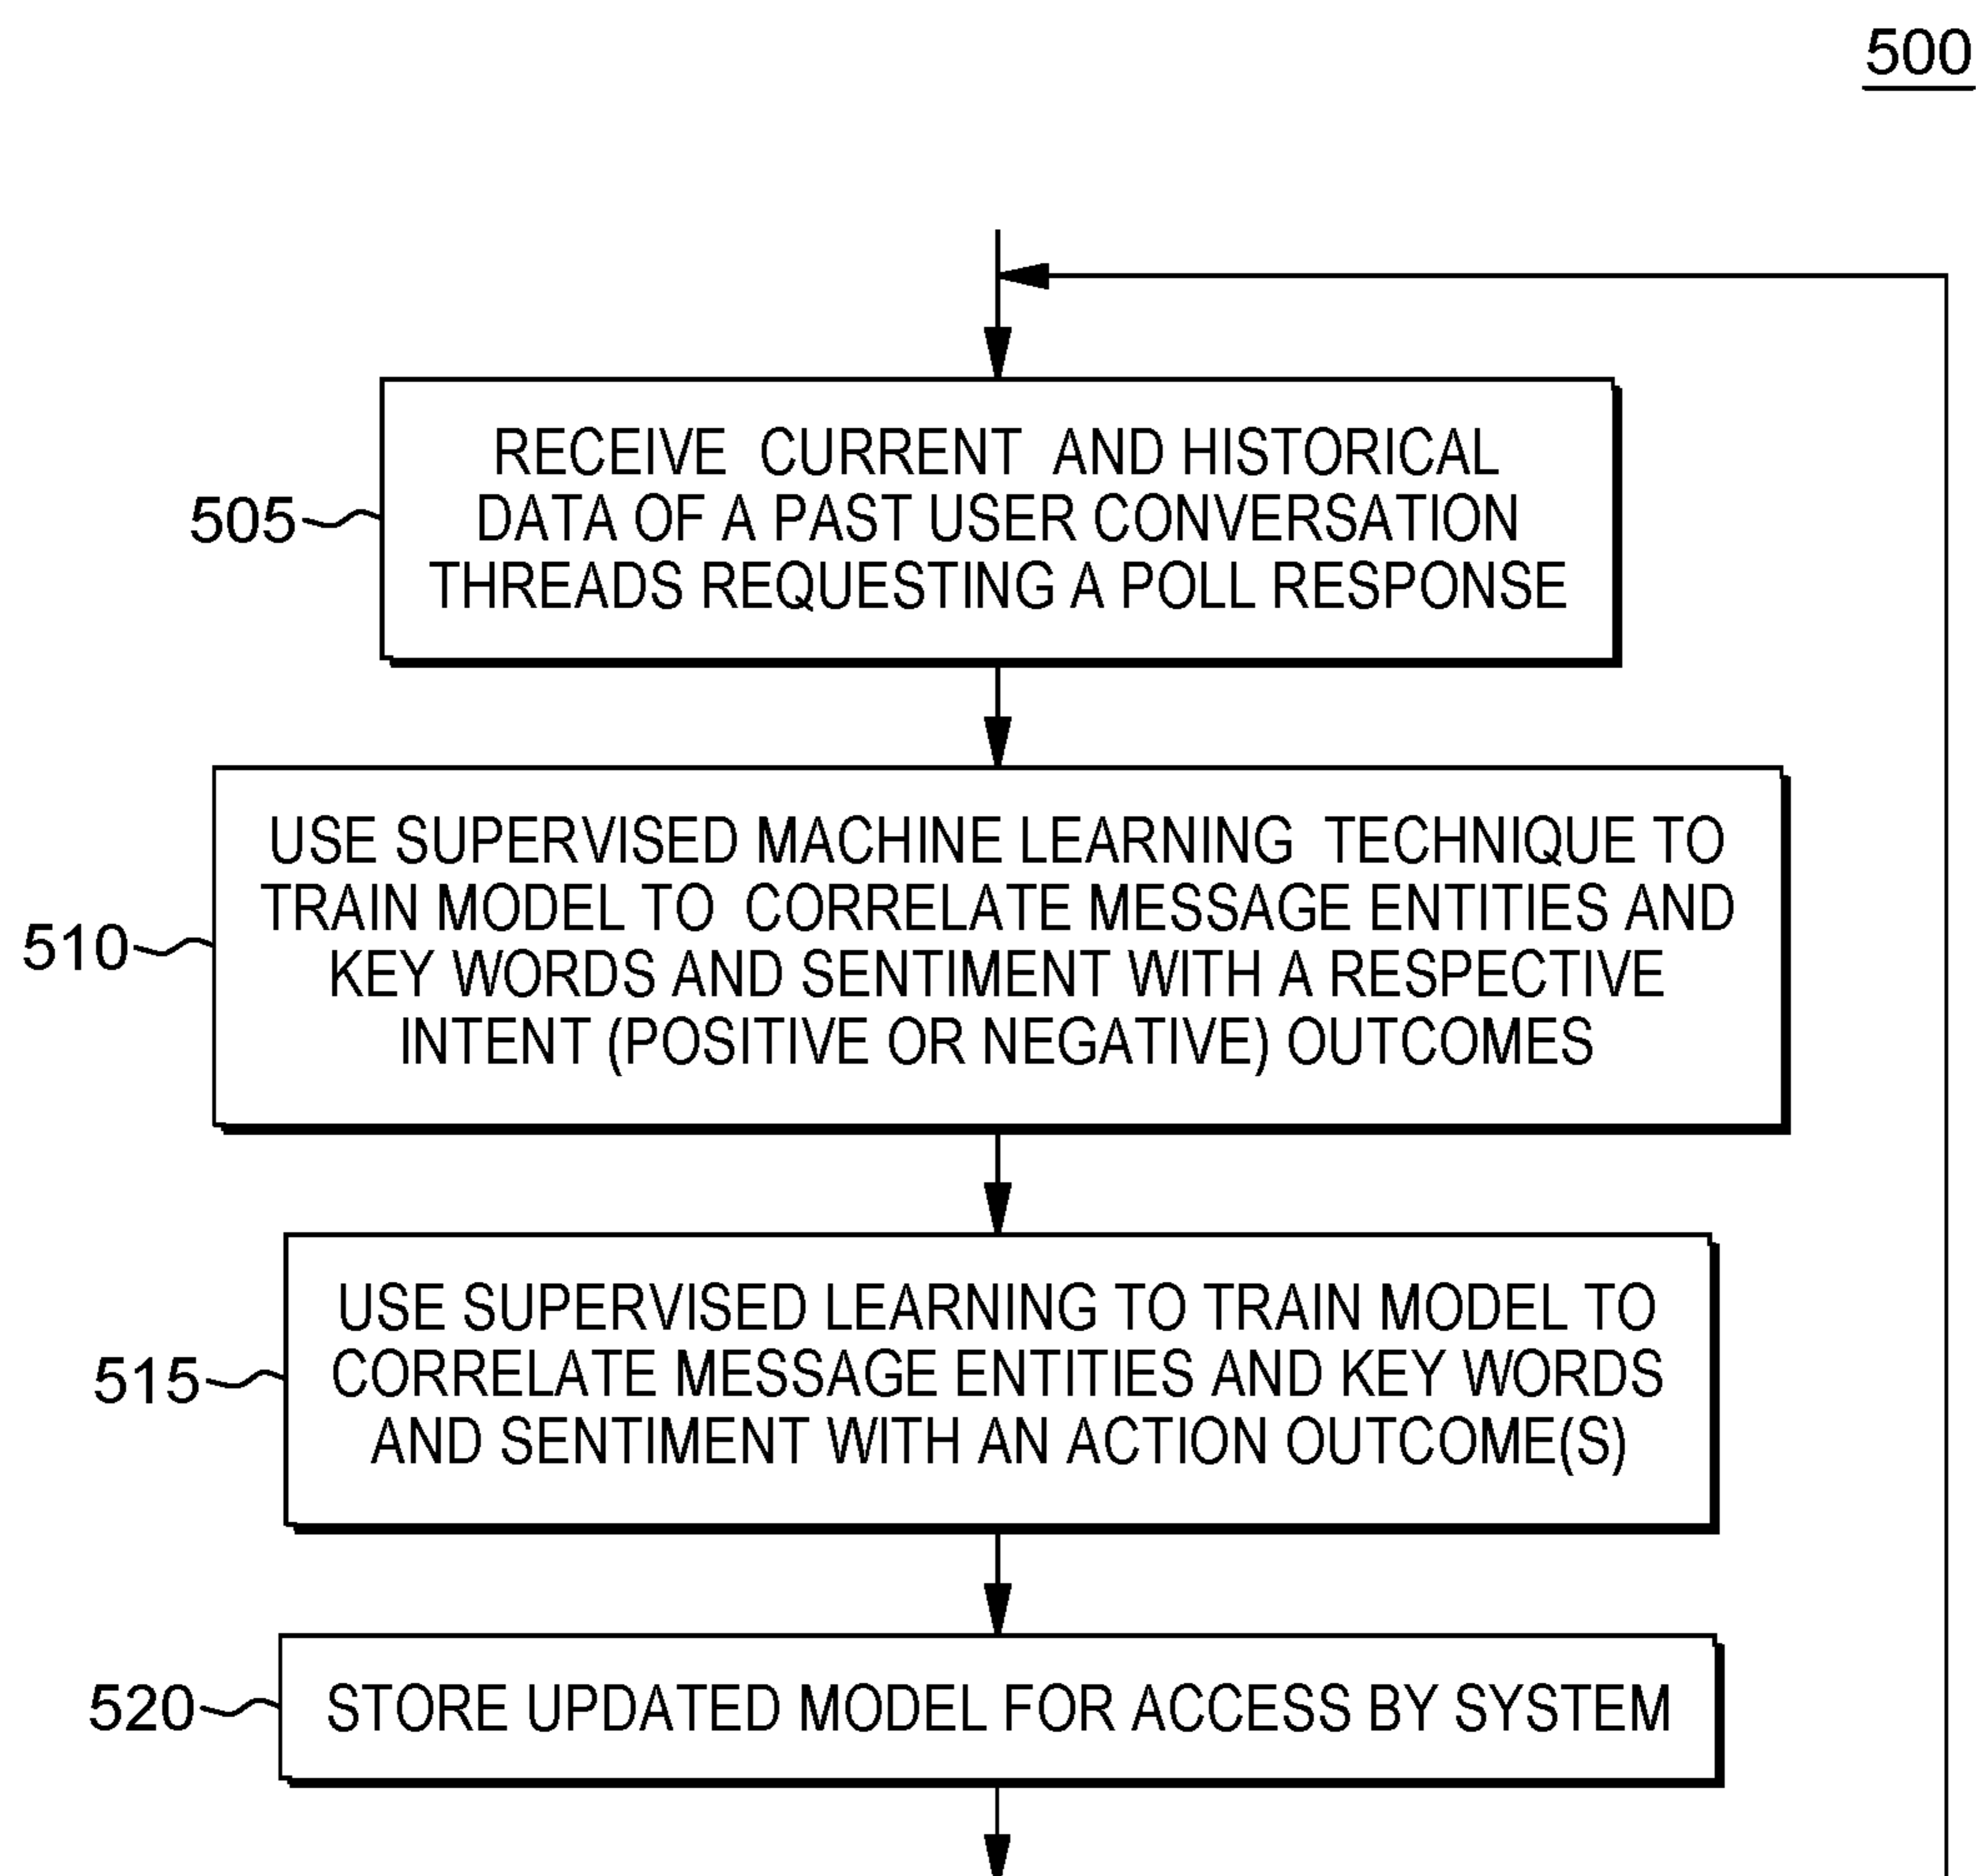 500
RECEIVE CURRENT AND HISTORICAL
DATA OF A PAST USER CONVERSATION
THREADS REQUESTING A POLL RESPONSE
505
USE SUPERVISED MACHINE LEARNING TECHNIQUE TO
TRAIN MODEL TO CORRELATE MESSAGE ENTITIES AND
KEY WORDS AND SENTIMENT WITH A RESPECTIVE
INTENT (POSITIVE OR NEGATIVE) OUTCOMES
510
USE SUPERVISED LEARNING TO TRAIN MODEL TO
CORRELATE MESSAGE ENTITIES AND KEY WORDS
AND SENTIMENT WITH AN ACTION OUTCOME(S)
515
STORE UPDATED MODEL FOR ACCESS BY SYSTEM
520